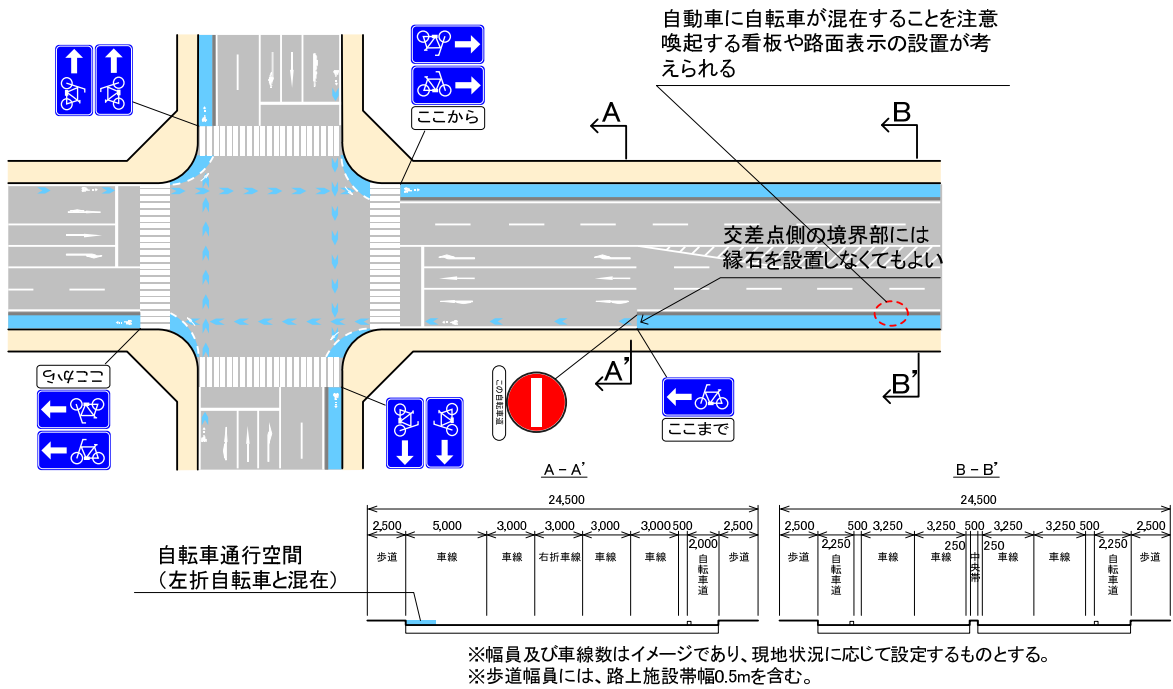 自動車に自転車が混在することを注意
喚起する看板や路面表示の設置が考
えられる
ここから
A
B
交差点側の境界部には
縁石を設置しなくてもよい
ここから
この自転車道
A’
B’
ここまで
A－A’
24,500
2,500 5,000 3,000 3,000 3,000 3,000 500 2,500
2,000
歩道 車線 車線 右折車線 車線 車線 自転車道 歩道
B－B’
24,500
2,500 500 3,250 3,250 500 3,250 3,250 500 2,500
2,250 250 250 2,250
歩道 自転車道 車線 車線 中央帯 車線 車線 自転車道 歩道
自転車通行空間
（左折自転車と混在）
※幅員及び車線数はイメージであり、現地状況に応じて設定するものとする。
※歩道幅員には、路上施設帯幅0.5mを含む。